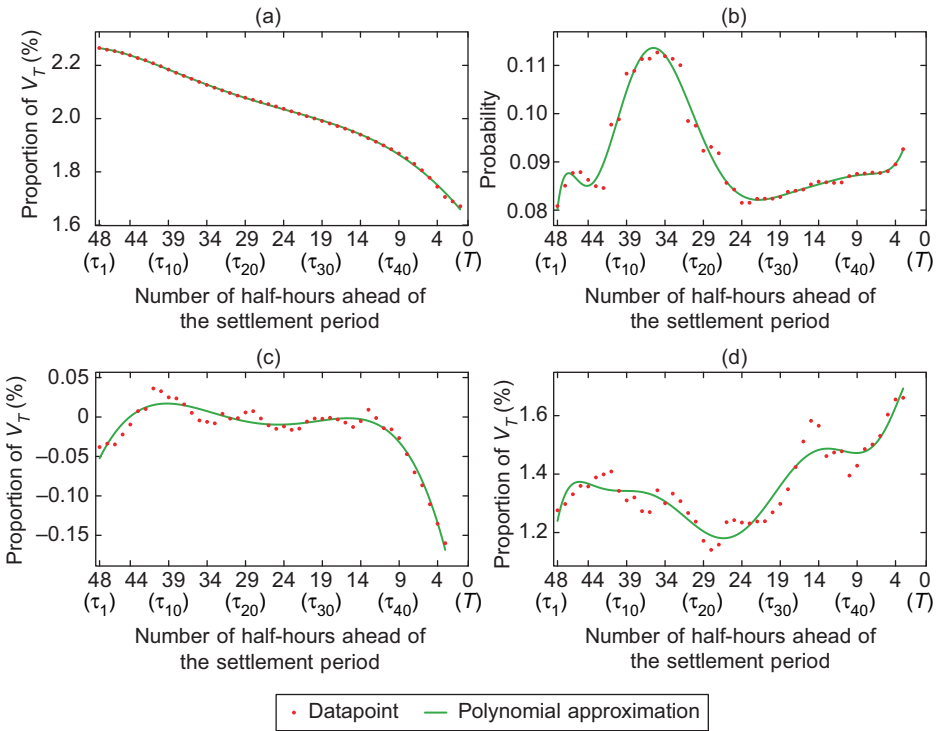 (a)
Proportion of V_T (%)
2.2
2.0
1.8
1.6
48 44 39 34 29 24 19 14 9 4 0
(τ1) (τ10) (τ20) (τ30) (τ40) (T)
Number of half-hours ahead of
the settlement period
(b)
Probability
0.11
0.10
0.09
0.08
48 44 39 34 29 24 19 14 9 4 0
(τ1) (τ10) (τ20) (τ30) (τ40) (T)
Number of half-hours ahead of
the settlement period
(c)
Proportion of V_T (%)
0.05
0
–0.05
–0.10
–0.15
48 44 39 34 29 24 19 14 9 4 0
(τ1) (τ10) (τ20) (τ30) (τ40) (T)
Number of half-hours ahead of
the settlement period
(d)
Proportion of V_T (%)
1.6
1.4
1.2
48 44 39 34 29 24 19 14 9 4 0
(τ1) (τ10) (τ20) (τ30) (τ40) (T)
Number of half-hours ahead of
the settlement period
Datapoint Polynomial approximation